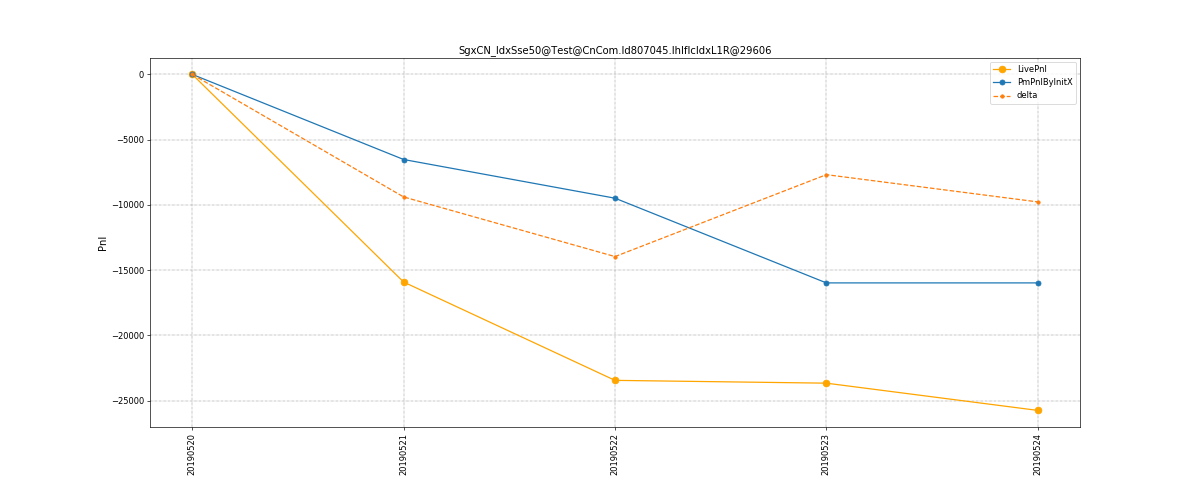 SgxCN_IdxSse50@Test@CnCom.Id807045.IhIfIcIdxL1R@29606
LivePnl
PmPnlByInitX
delta
Pnl
0
−5000
−10000
−15000
−20000
−25000
20190520
20190521
20190522
20190523
20190524